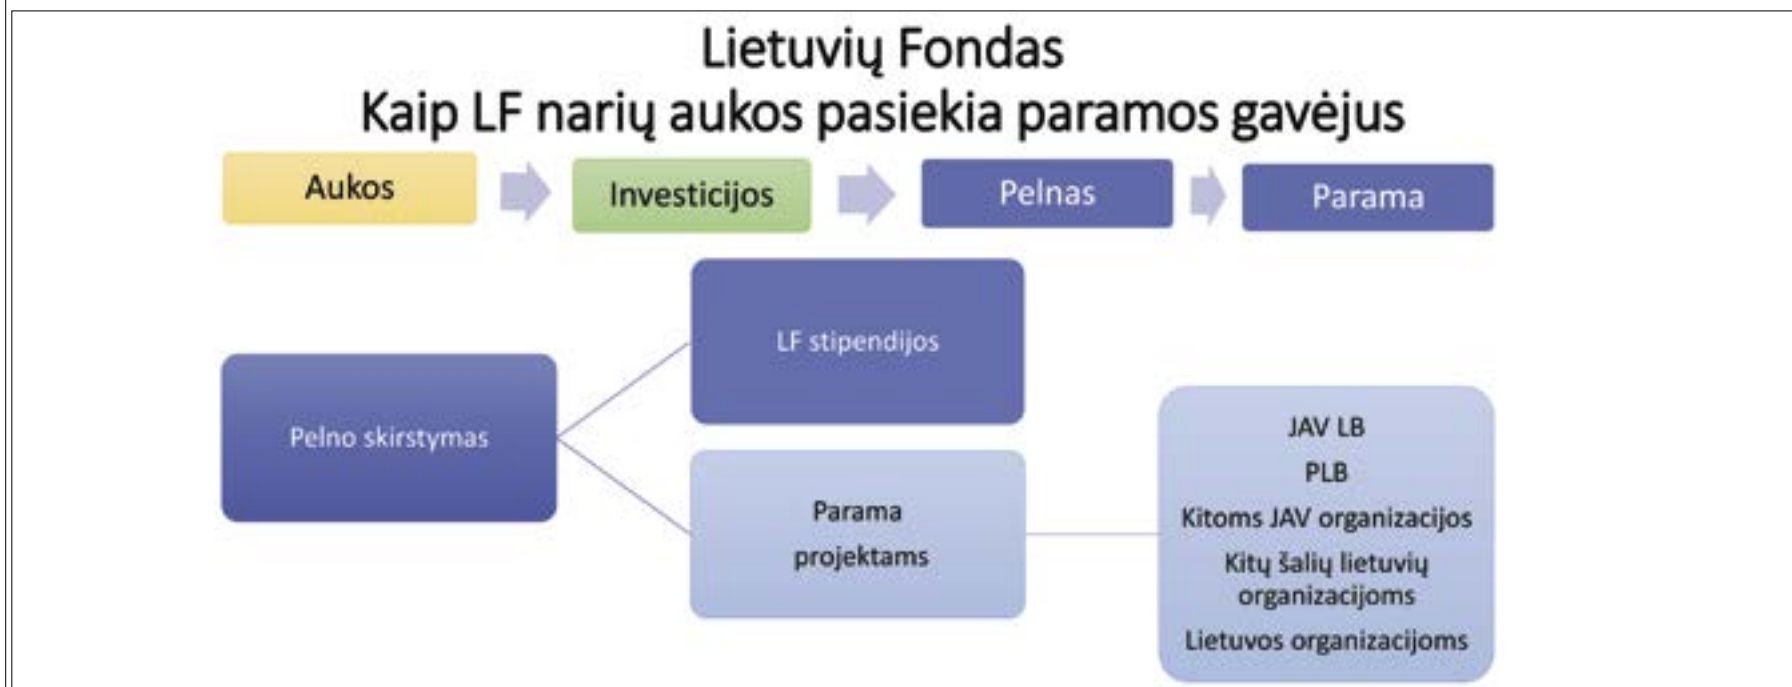 Lietuvių Fondas
Kaip LF narių aukos pasiekia paramos gavėjus
Aukos
Investicijos
Pelnas
Parama
Pelno skirstymas
LF stipendijos
Parama
projektams
JAV LB
PLB
Kitoms JAV organizacijos
Kitų šalių lietuvių
organizacijoms
Lietuvos organizacijoms